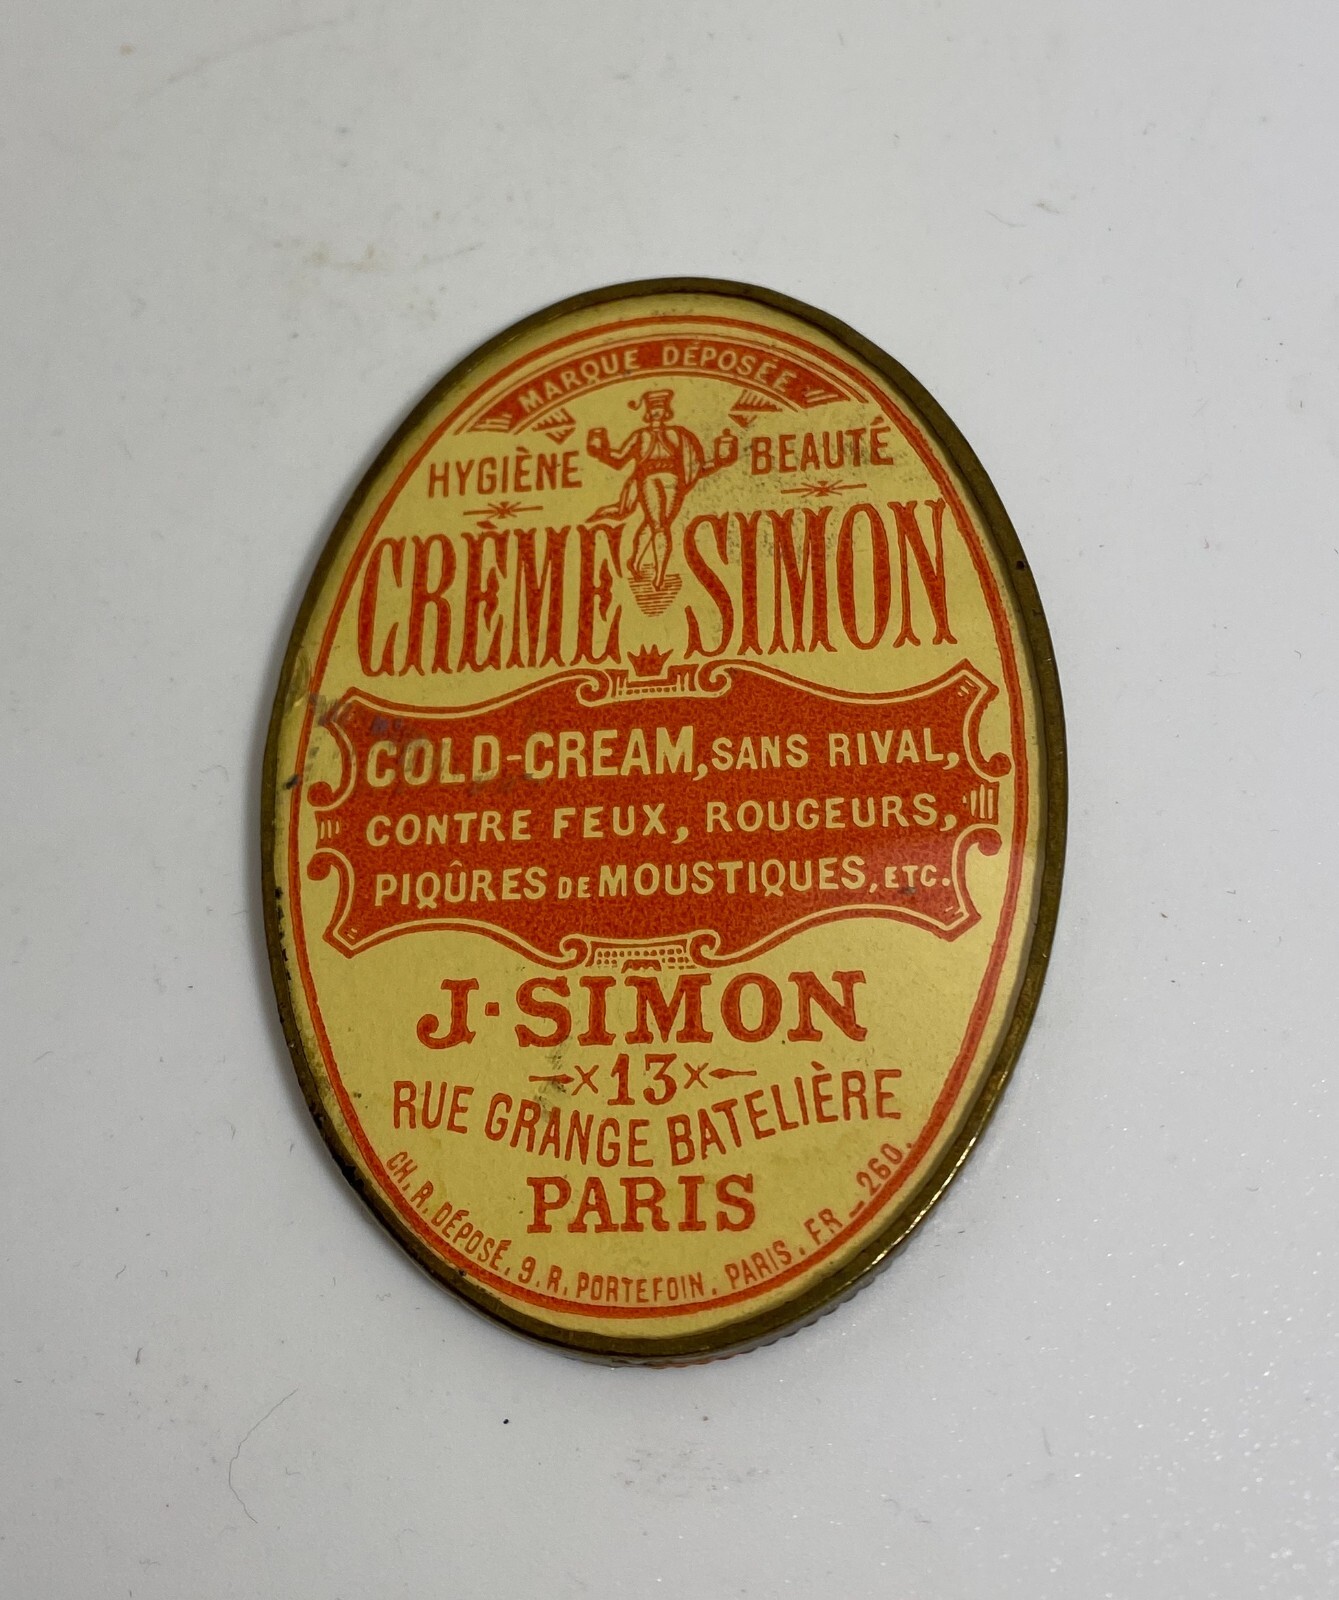 MARQUE DÉPOSÉE
HYGIÈNE BEAUTÉ
CRÈME SIMON
COLD-CREAM, SANS RIVAL,
CONTRE FEUX, ROUGEURS,
PIQÛRES DE MOUSTIQUES, ETC.
J. SIMON
13
RUE GRANGE BATELIÈRE
PARIS
CH. R. DÉPOSÉ. 9. R. PORTEFOIN. PARIS. FR_260.